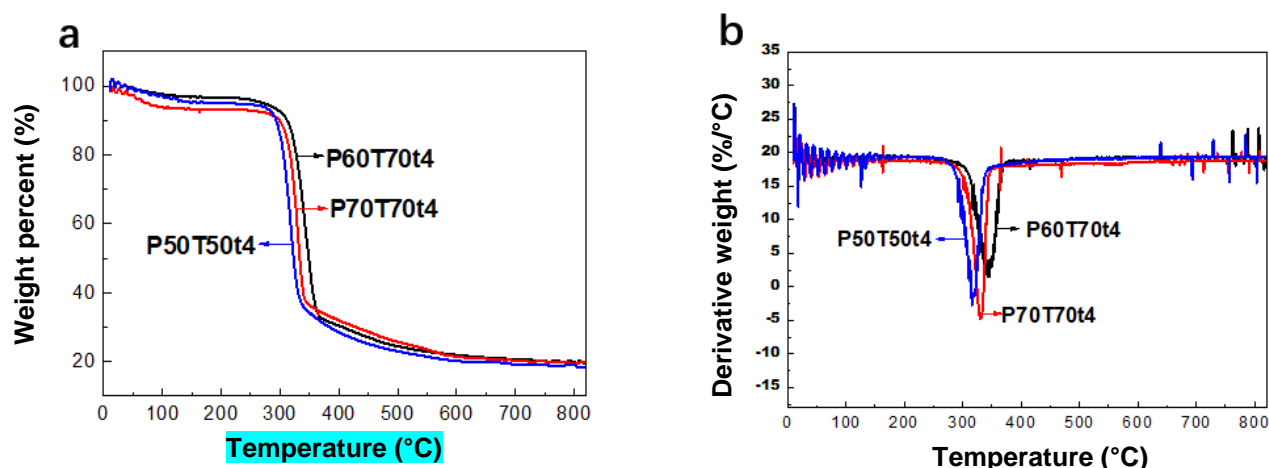 a
Weight percent (%)
100
80
60
40
20
P60T70t4
P70T70t4
P50T50t4
0 100 200 300 400 500 600 700 800
Temperature (°C)
b
Derivative weight (%/°C)
35
30
25
20
15
10
5
0
-5
-10
-15
P50T50t4
P60T70t4
P70T70t4
0 100 200 300 400 500 600 700 800
Temperature (°C)